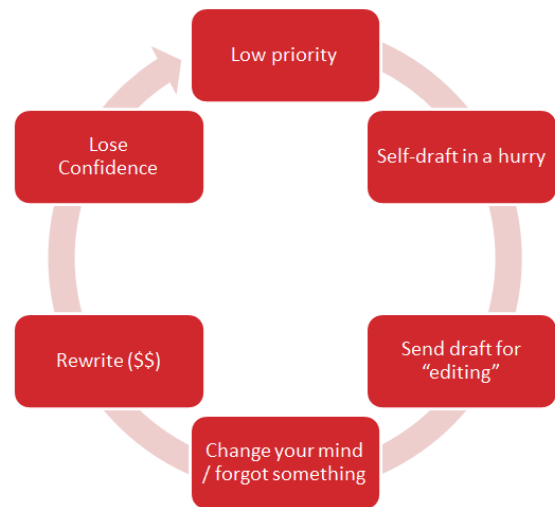 Low priority
Self-draft in a hurry
Send draft for
“editing”
Change your mind
/ forgot something
Rewrite ($$)
Lose
Confidence